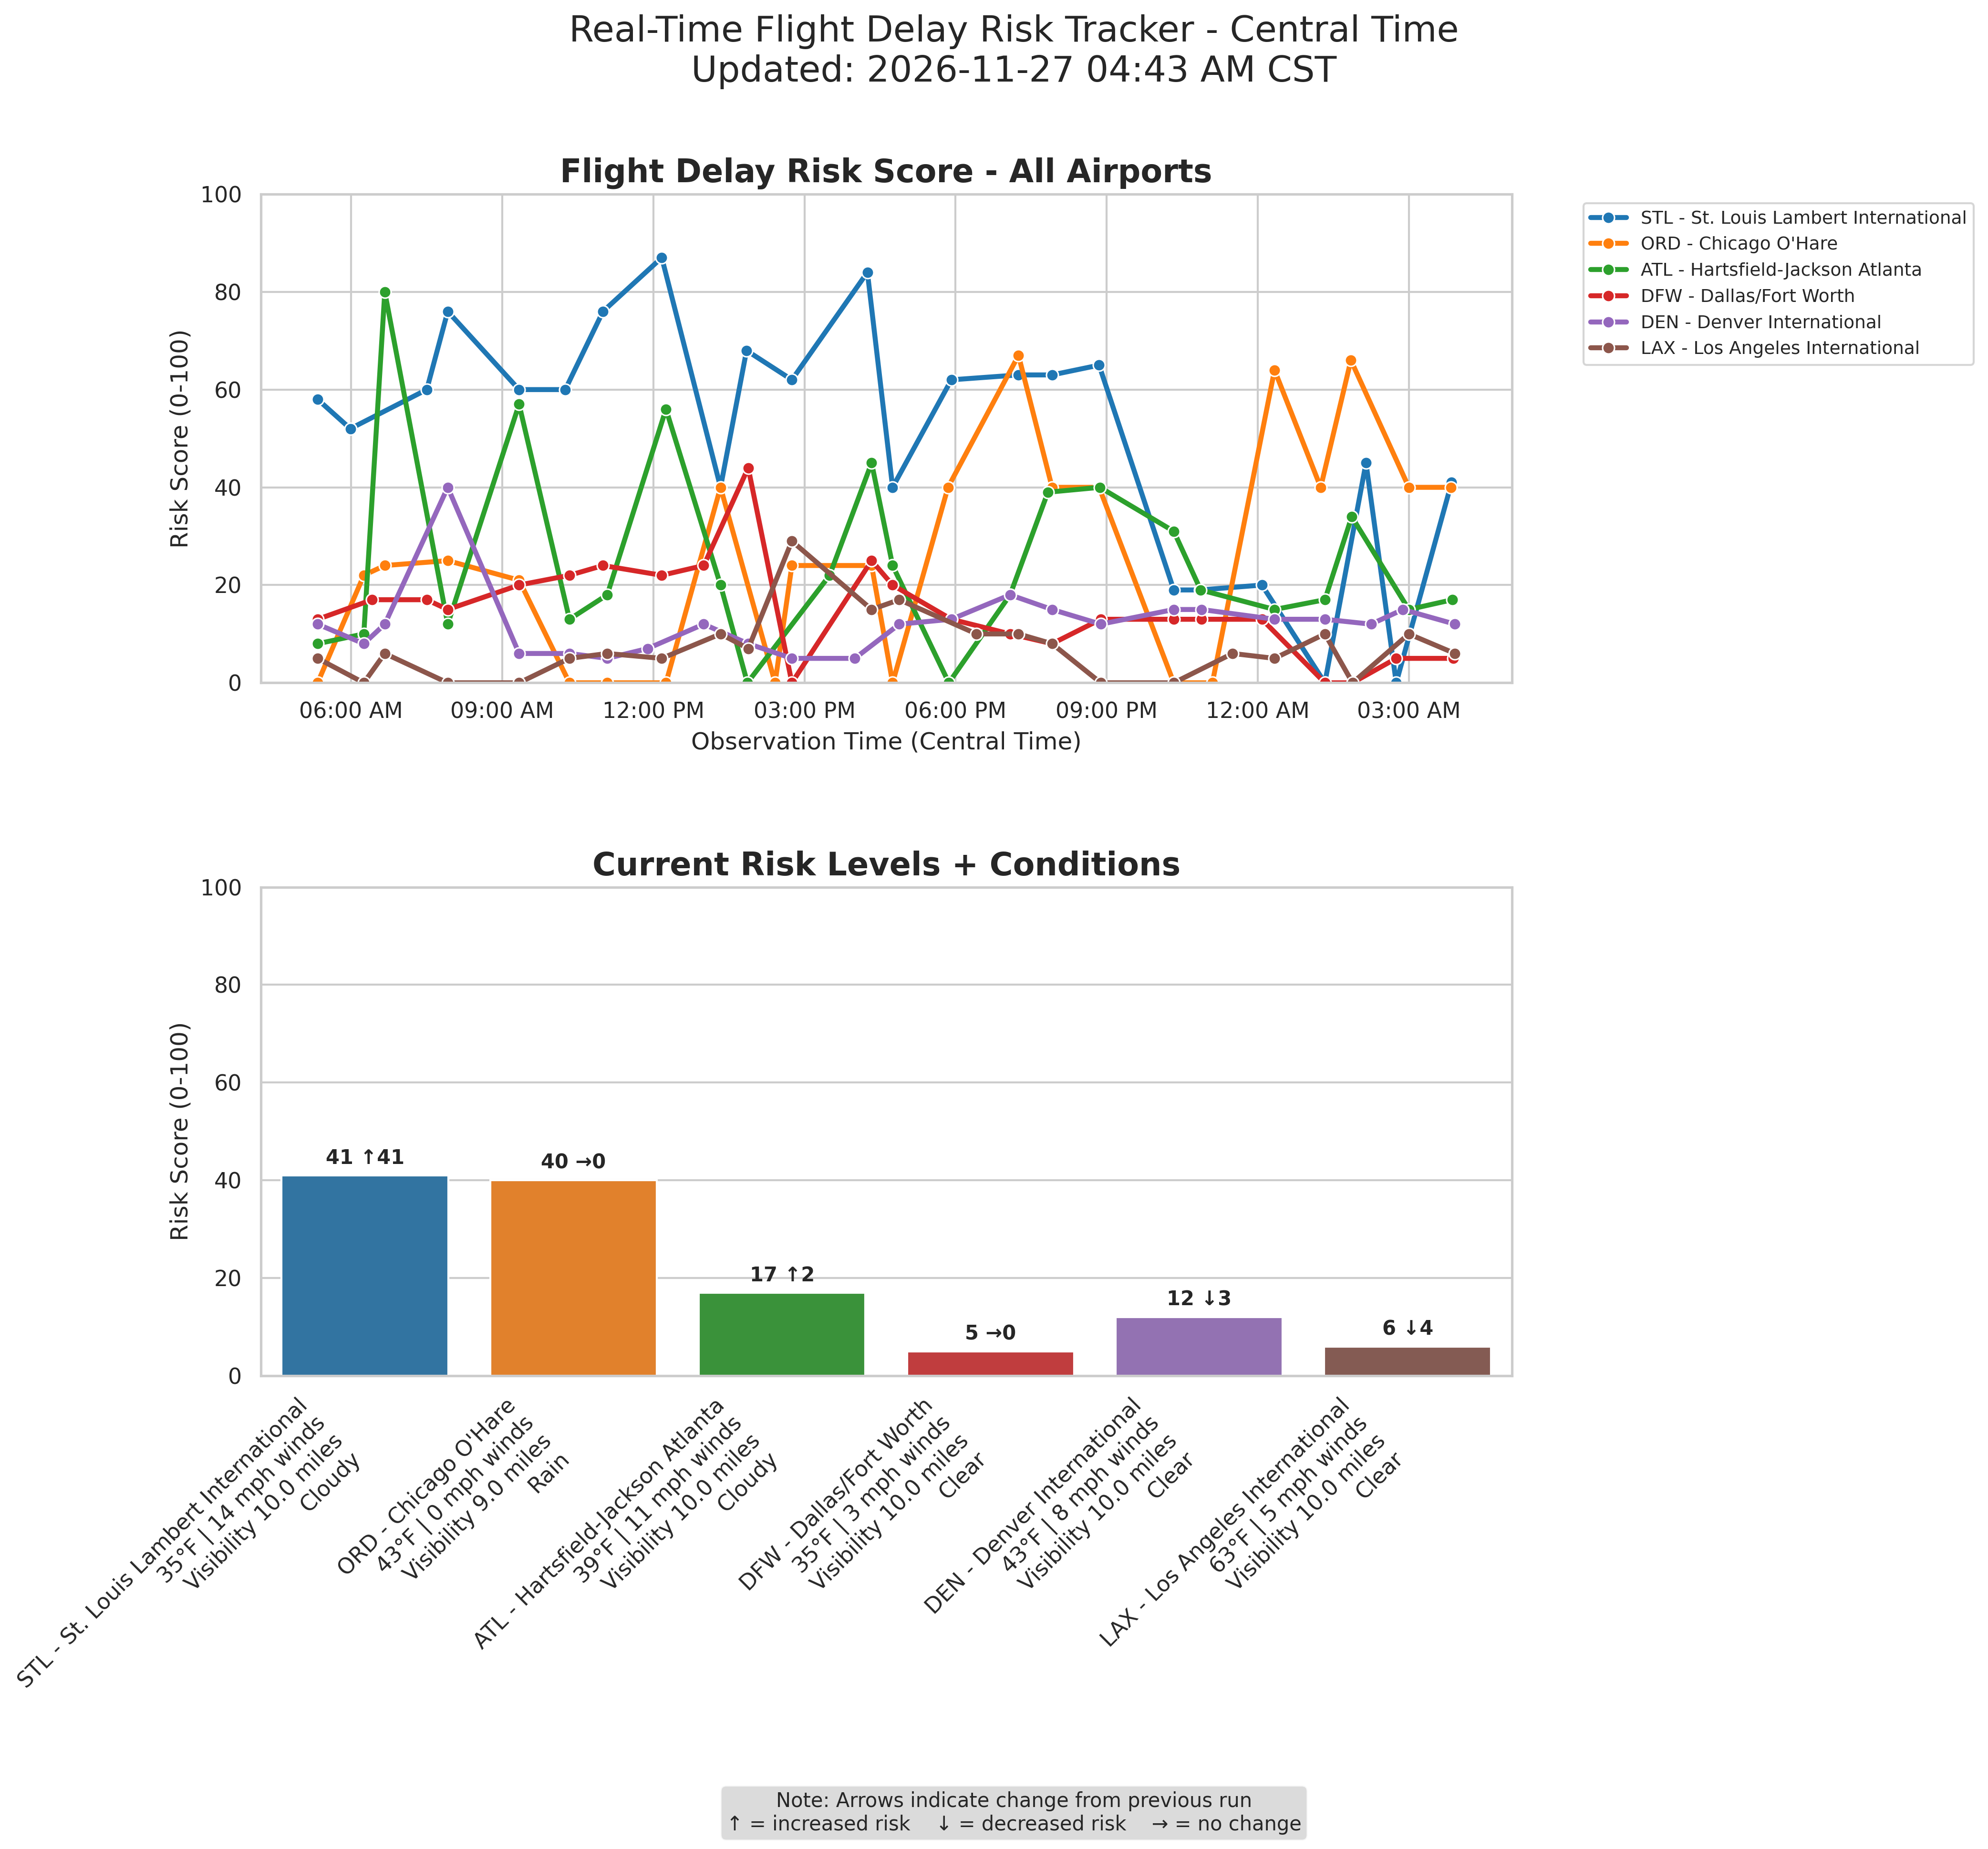 Real-Time Flight Delay Risk Tracker - Central Time
Updated: 2026-11-27 04:43 AM CST
Flight Delay Risk Score - All Airports
Risk Score (0-100)
100
80
60
40
20
0
06:00 AM
09:00 AM
12:00 PM
03:00 PM
06:00 PM
09:00 PM
12:00 AM
03:00 AM
Observation Time (Central Time)
STL - St. Louis Lambert International
ORD - Chicago O'Hare
ATL - Hartsfield-Jackson Atlanta
DFW - Dallas/Fort Worth
DEN - Denver International
LAX - Los Angeles International
Current Risk Levels + Conditions
Risk Score (0-100)
100
80
60
40
20
0
41 ↑41
40 →0
17 ↑2
5 →0
12 ↓3
6 ↓4
STL - St. Louis Lambert International
35°F | 14 mph winds
Visibility 10.0 miles
Cloudy
ORD - Chicago O'Hare
43°F | 0 mph winds
Visibility 9.0 miles
Rain
ATL - Hartsfield-Jackson Atlanta
39°F | 11 mph winds
Visibility 10.0 miles
Cloudy
DFW - Dallas/Fort Worth
35°F | 3 mph winds
Visibility 10.0 miles
Clear
DEN - Denver International
43°F | 8 mph winds
Visibility 10.0 miles
Clear
LAX - Los Angeles International
63°F | 5 mph winds
Visibility 10.0 miles
Clear
Note: Arrows indicate change from previous run
↑ = increased risk ↓ = decreased risk → = no change